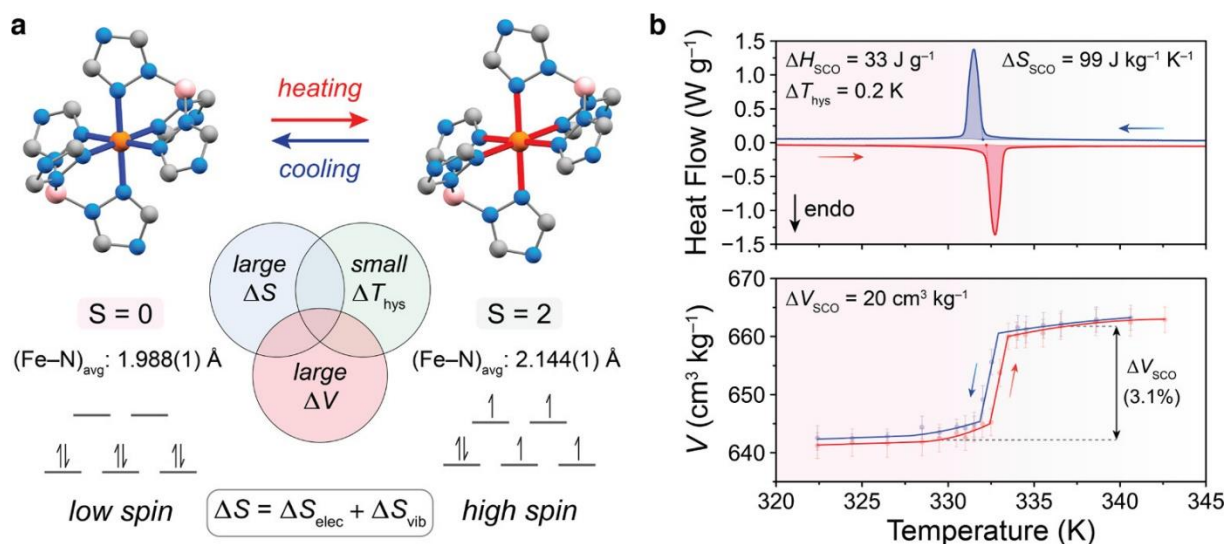 a
heating
cooling
large
ΔS
small
ΔT_hys
large
ΔV
S = 0
S = 2
(Fe–N)avg: 1.988(1) Å
(Fe–N)avg: 2.144(1) Å
low spin
ΔS = ΔS_elec + ΔS_vib
high spin
b
ΔH_SCO = 33 J g⁻¹
ΔS_SCO = 99 J kg⁻¹ K⁻¹
ΔT_hys = 0.2 K
Heat Flow (W g⁻¹)
1.5
1.0
0.5
0.0
−0.5
−1.0
−1.5
endo
ΔV_SCO = 20 cm³ kg⁻¹
V (cm³ kg⁻¹)
670
660
650
640
ΔV_SCO
(3.1%)
320
325
330
335
340
345
Temperature (K)